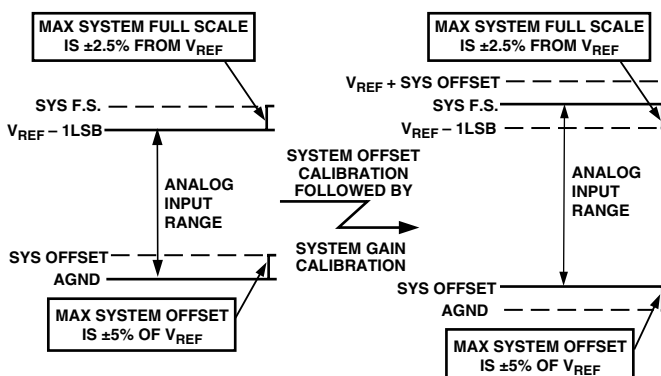 MAX SYSTEM FULL SCALE
IS ±2.5% FROM VREF
SYS F.S.
VREF – 1LSB
ANALOG
INPUT
RANGE
SYS OFFSET
AGND
MAX SYSTEM OFFSET
IS ±5% OF VREF
SYSTEM OFFSET
CALIBRATION
FOLLOWED BY
SYSTEM GAIN
CALIBRATION
MAX SYSTEM FULL SCALE
IS ±2.5% FROM VREF
VREF + SYS OFFSET
SYS F.S.
VREF – 1LSB
ANALOG
INPUT
RANGE
SYS OFFSET
AGND
MAX SYSTEM OFFSET
IS ±5% OF VREF